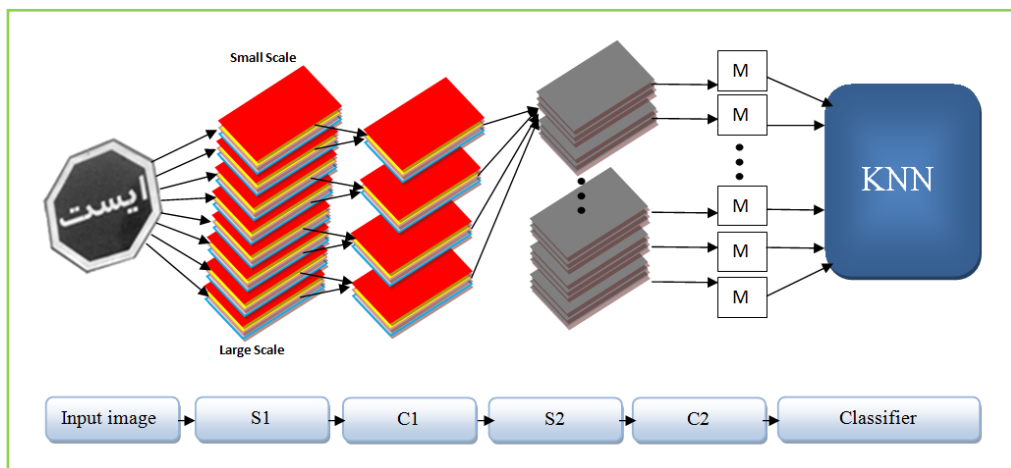 Small Scale
ایست
M
M
M
M
M
KNN
Large Scale
Input image
S1
C1
S2
C2
Classifier